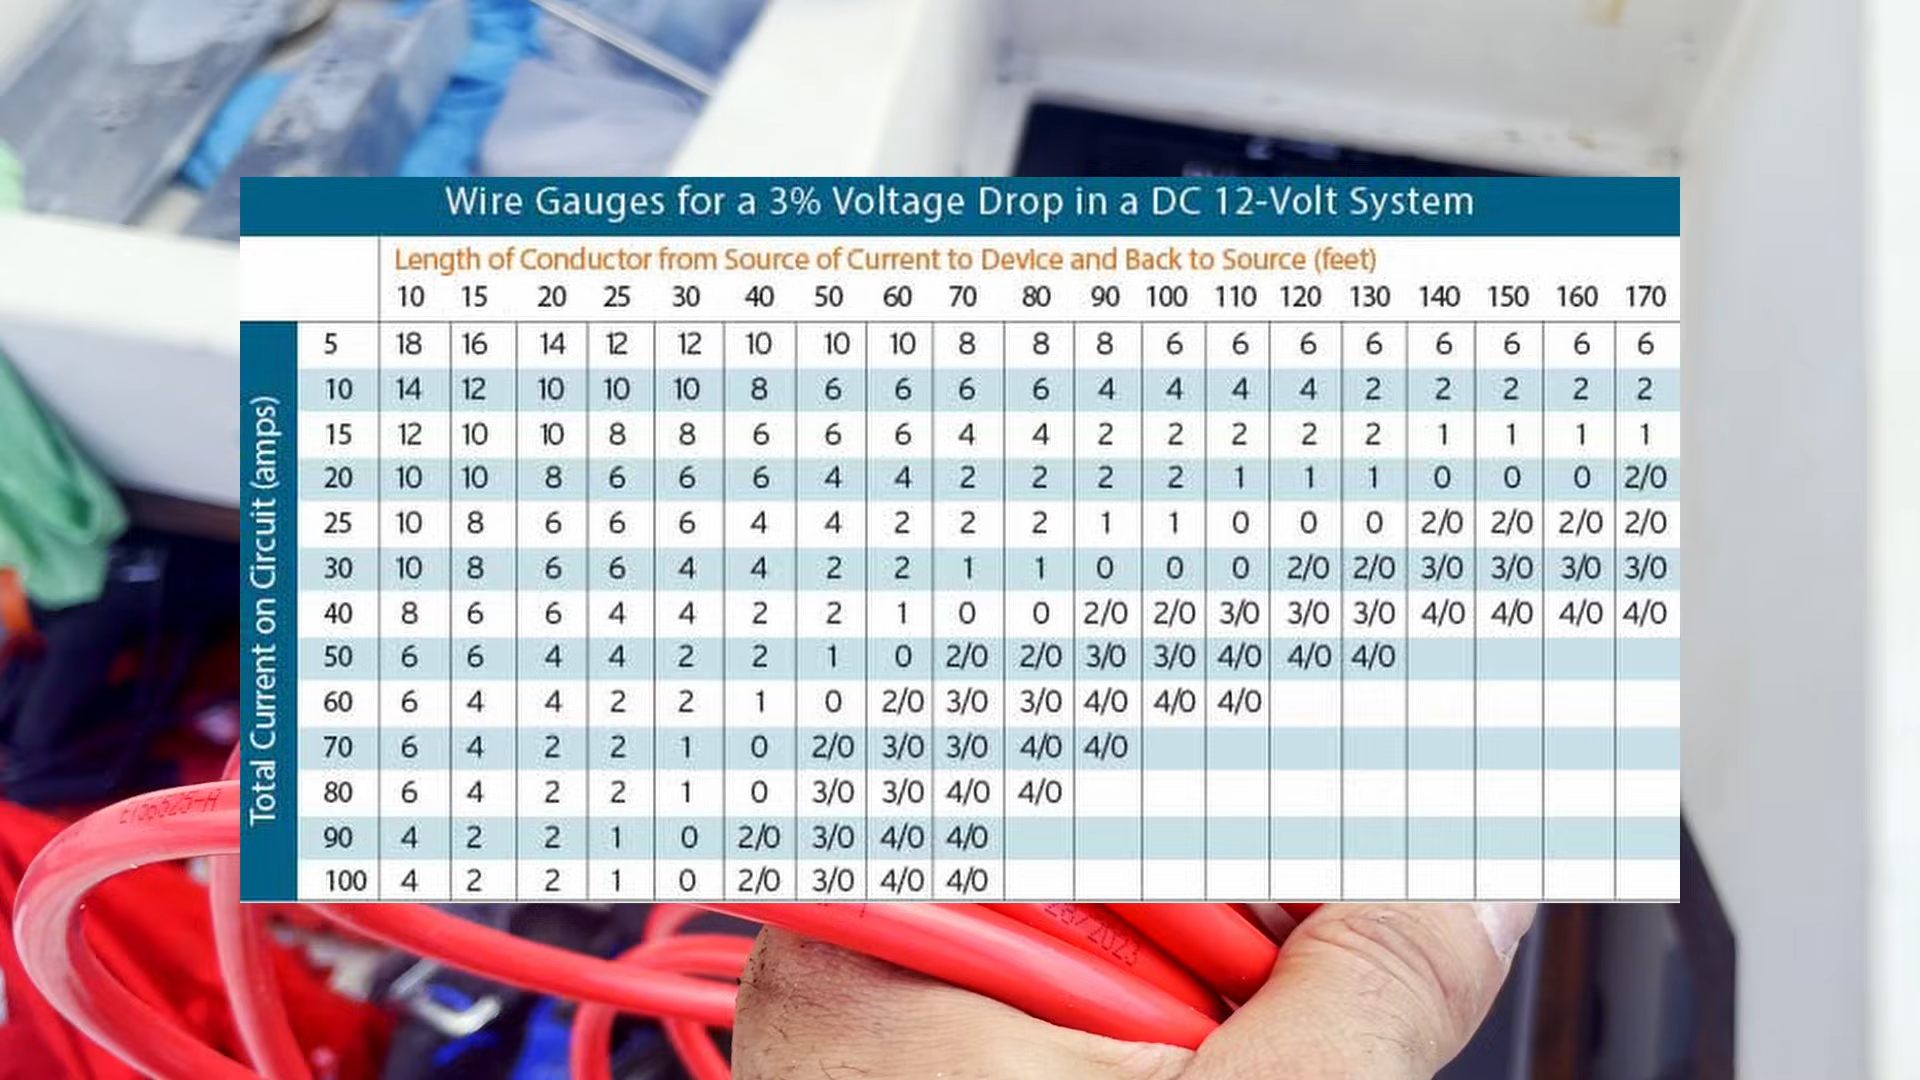 Wire Gauges for a 3% Voltage Drop in a DC 12-Volt System
Length of Conductor from Source of Current to Device and Back to Source (feet)
10 15 20 25 30 40 50 60 70 80 90 100 110 120 130 140 150 160 170
Total Current on Circuit (amps)
5 18 16 14 12 12 10 10 10 8 8 8 6 6 6 6 6 6 6 6
10 14 12 10 10 10 8 6 6 6 6 4 4 4 4 2 2 2 2 2
15 12 10 10 8 8 6 6 6 4 4 2 2 2 2 2 1 1 1 1
20 10 10 8 6 6 6 4 4 2 2 2 2 1 1 1 0 0 0 2/0
25 10 8 6 6 6 4 4 2 2 2 1 1 0 0 0 2/0 2/0 2/0 2/0
30 10 8 6 6 4 4 2 2 1 1 0 0 0 2/0 2/0 3/0 3/0 3/0 3/0
40 8 6 6 4 4 2 2 1 0 0 2/0 2/0 3/0 3/0 3/0 4/0 4/0 4/0 4/0
50 6 6 4 4 2 2 1 0 2/0 2/0 3/0 3/0 4/0 4/0 4/0
60 6 4 4 2 2 1 0 2/0 3/0 3/0 4/0 4/0 4/0
70 6 4 2 2 1 0 2/0 3/0 3/0 4/0 4/0
80 6 4 2 2 1 0 3/0 3/0 4/0 4/0
90 4 2 2 1 0 2/0 3/0 4/0 4/0
100 4 2 2 1 0 2/0 3/0 4/0 4/0